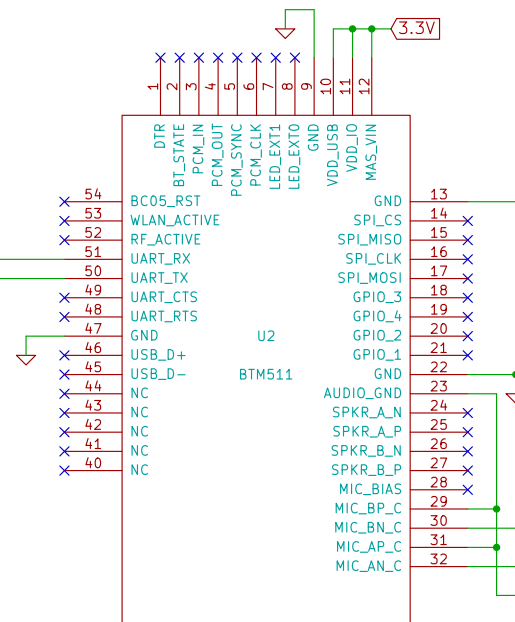 3.3V
1 2 3 4 5 6 7 8 9 10 11 12
DTR BT_STATE PCM_IN PCM_OUT PCM_SYNC PCM_CLK LED_EXT1 LED_EXT0 GND VDD_USB VDD_IO MAS_VIN
54 BC05_RST GND 13
53 WLAN_ACTIVE SPI_CS 14
52 RF_ACTIVE SPI_MISO 15
51 UART_RX SPI_CLK 16
50 UART_TX SPI_MOSI 17
49 UART_CTS GPIO_3 18
48 UART_RTS GPIO_4 19
47 GND U2 GPIO_2 20
46 USB_D+ GPIO_1 21
45 USB_D- BTM511 GND 22
44 NC AUDIO_GND 23
43 NC SPKR_A_N 24
42 NC SPKR_A_P 25
41 NC SPKR_B_N 26
40 NC SPKR_B_P 27
MIC_BIAS 28
MIC_BP_C 29
MIC_BN_C 30
MIC_AP_C 31
MIC_AN_C 32